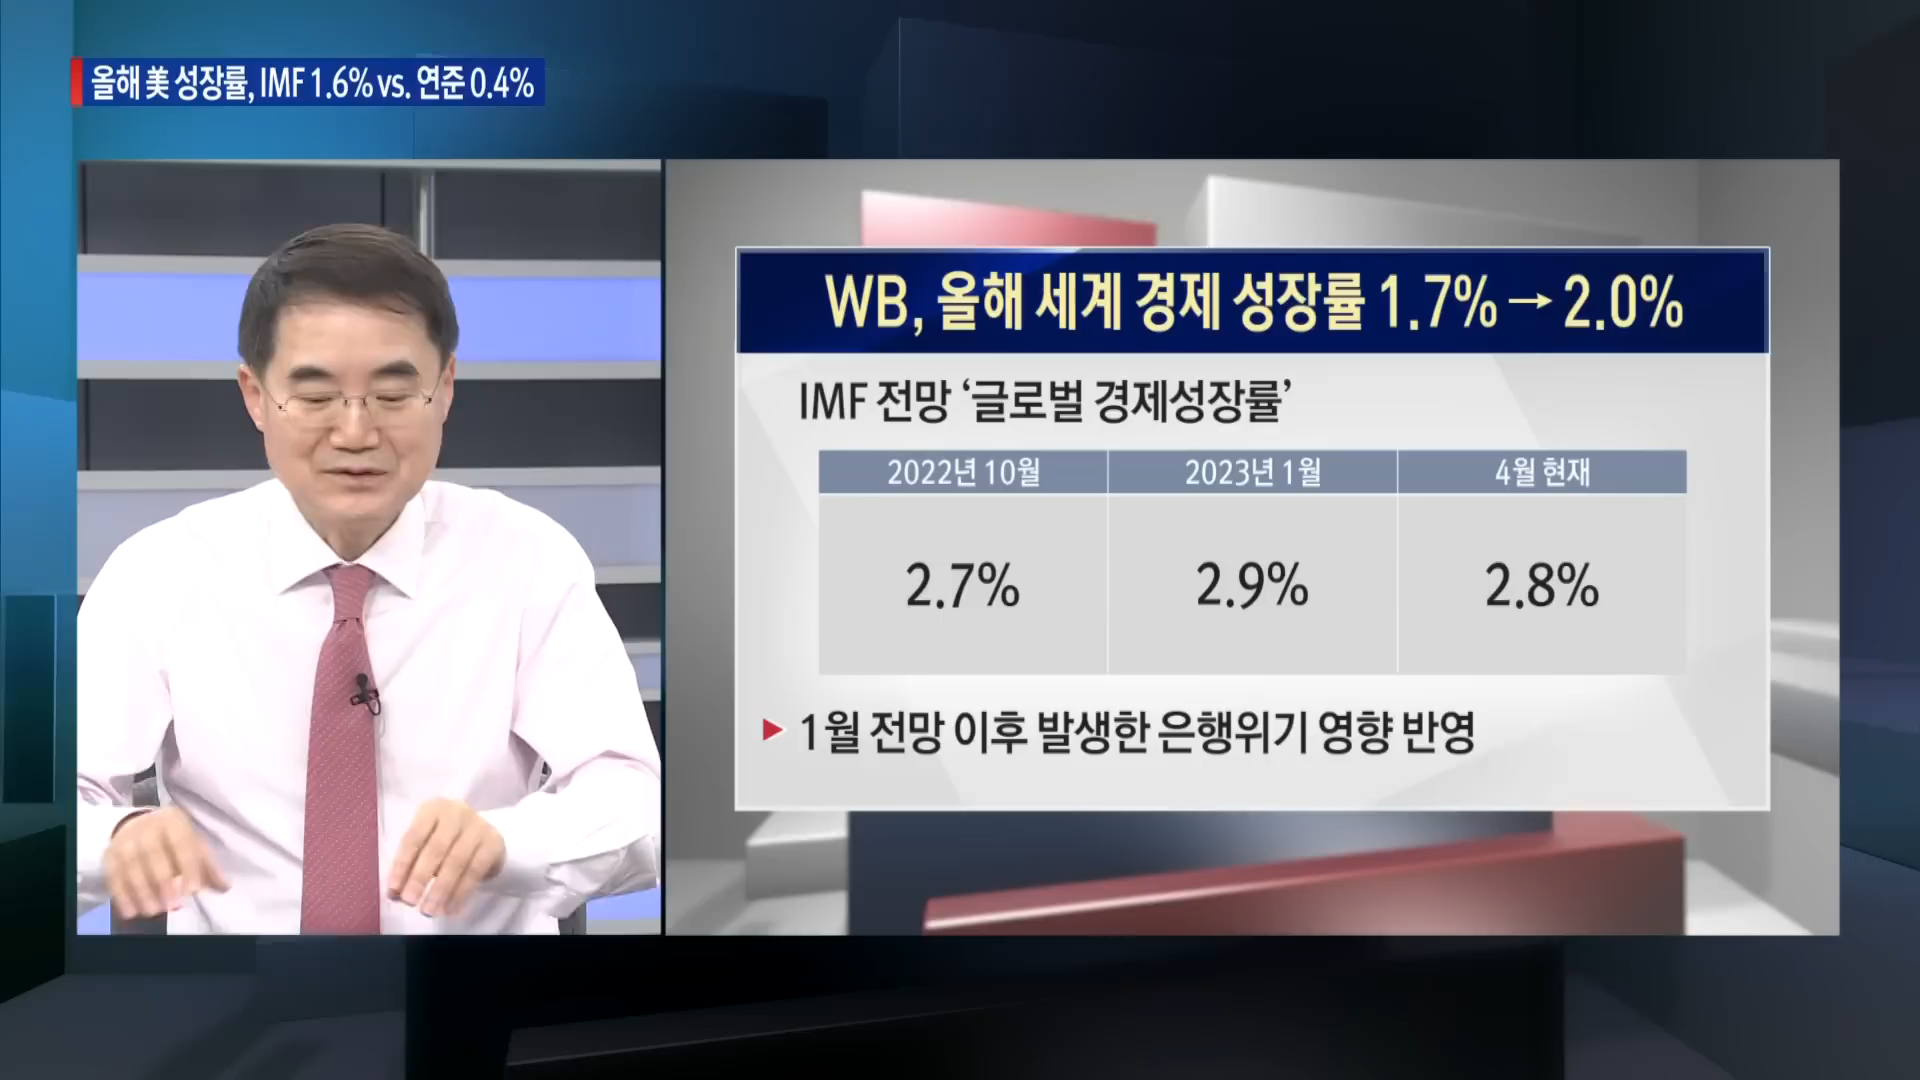 올해 美 성장률, IMF 1.6% vs. 연준 0.4%
WB, 올해 세계 경제 성장률 1.7% → 2.0%
IMF 전망 ‘글로벌 경제성장률’
2022년 10월 2023년 1월 4월 현재
2.7% 2.9% 2.8%
▶ 1월 전망 이후 발생한 은행위기 영향 반영